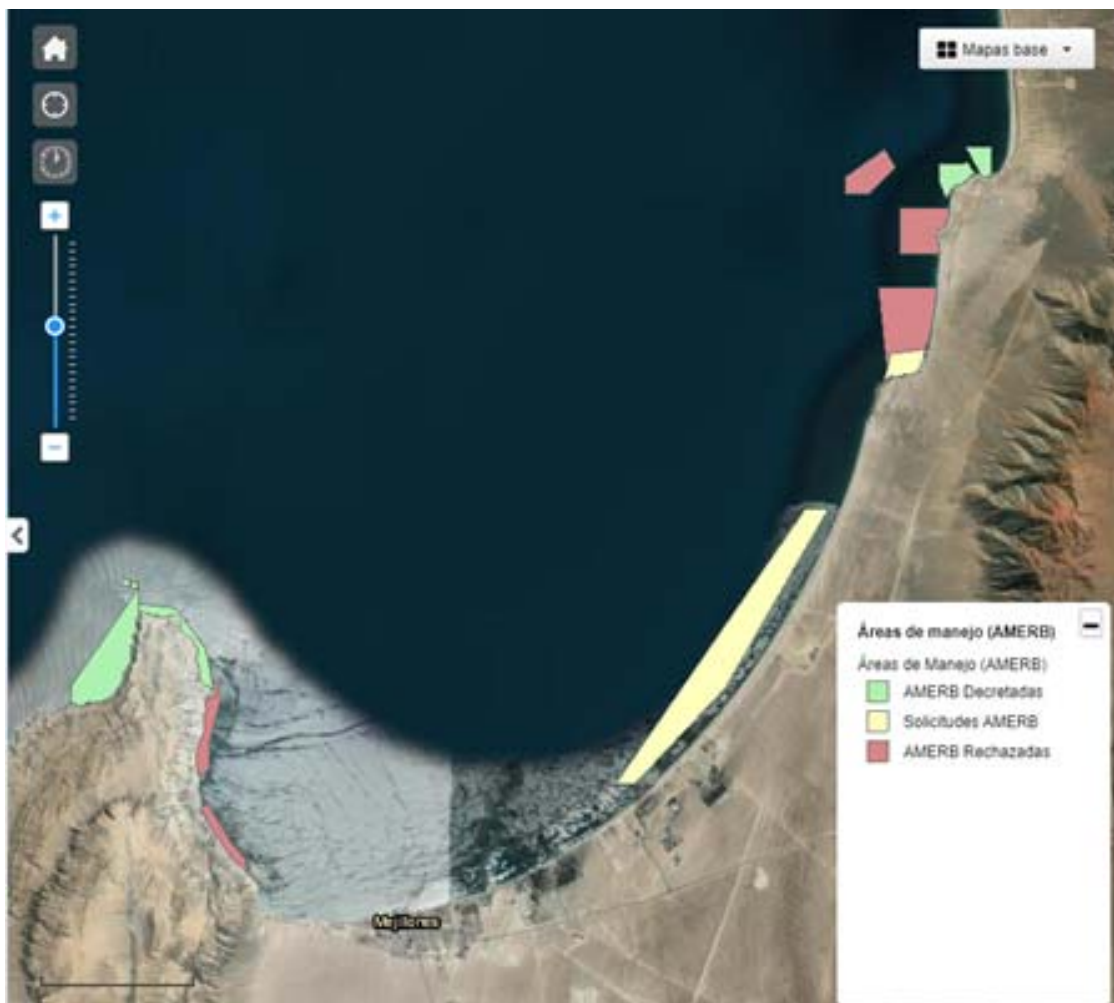 Mapas base
+
−
Áreas de manejo (AMERB)
Áreas de Manejo (AMERB)
AMERB Decretadas
Solicitudes AMERB
AMERB Rechazadas
Mejillones